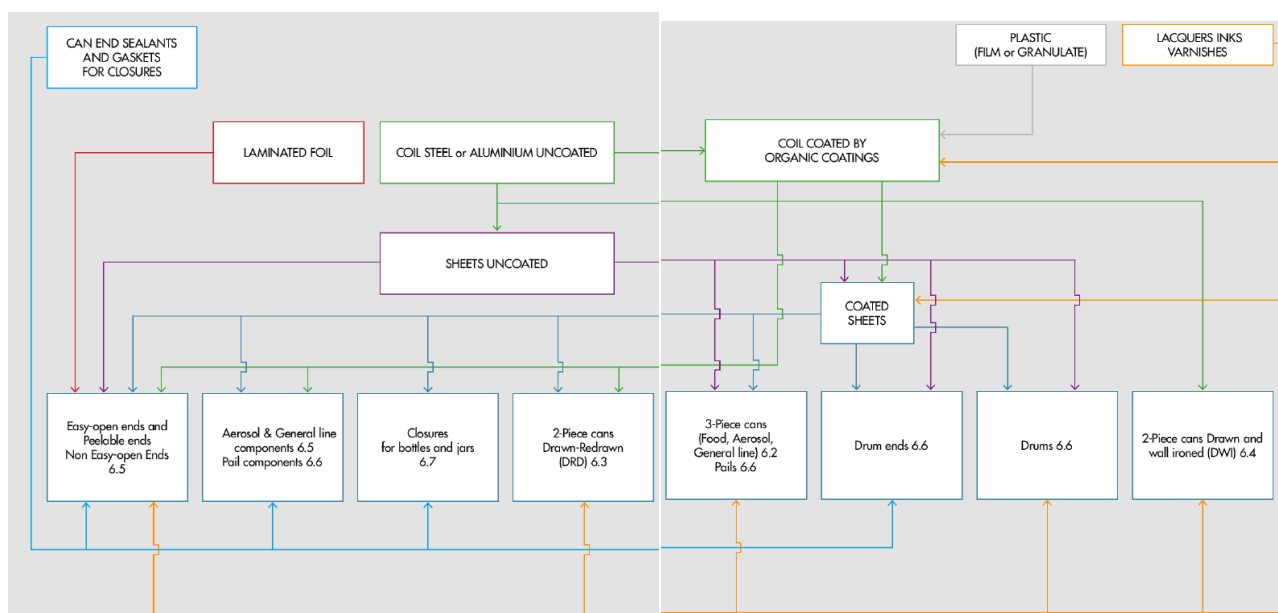 CAN END SEALANTS
AND GASKETS
FOR CLOSURES
PLASTIC
(FILM or GRANULATE)
LACQUERS INKS
VARNISHES
LAMINATED FOIL
COIL STEEL or ALUMINIUM UNCOATED
COIL COATED BY
ORGANIC COATINGS
SHEETS UNCOATED
COATED
SHEETS
Easy-open ends and
Peelable ends
Non Easy-open Ends
6.5
Aerosol & General line
components 6.5
Pail components 6.6
Closures
for bottles and jars
6.7
2-Piece cans
Drawn-Redrawn
(DRD) 6.3
3-Piece cans
(Food, Aerosol,
General line) 6.2
Pails 6.6
Drum ends 6.6
Drums 6.6
2-Piece cans Drawn and
wall ironed (DWI) 6.4